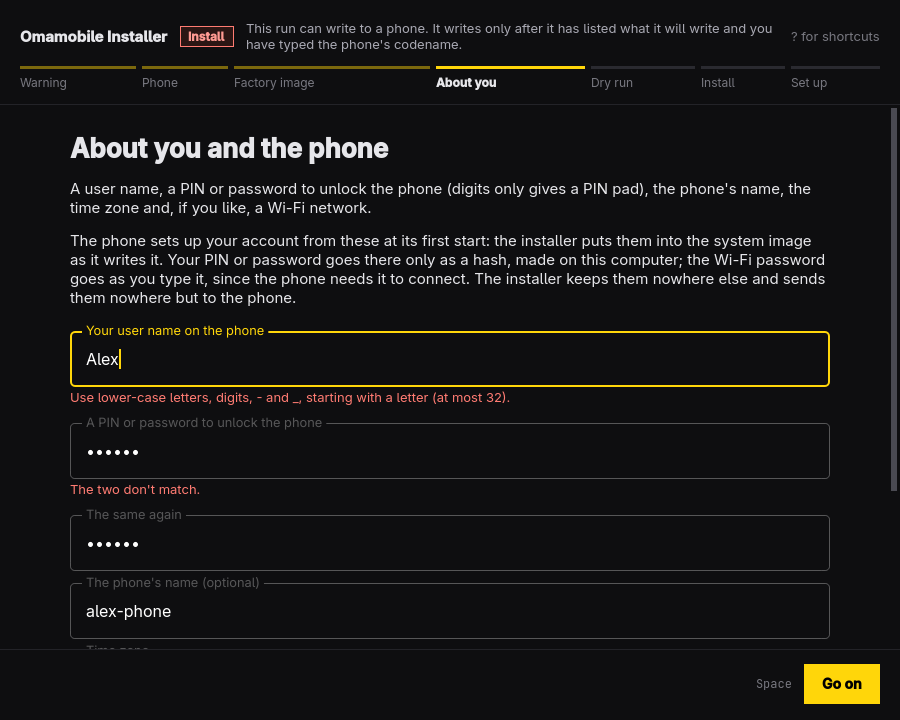 Omamobile Installer
Install
This run can write to a phone. It writes only after it has listed what it will write and you
have typed the phone's codename.
? for shortcuts
Warning
Phone
Factory image
About you
Dry run
Install
Set up
About you and the phone
A user name, a PIN or password to unlock the phone (digits only gives a PIN pad), the phone's name, the
time zone and, if you like, a Wi-Fi network.
The phone sets up your account from these at its first start: the installer puts them into the system image
as it writes it. Your PIN or password goes there only as a hash, made on this computer; the Wi-Fi password
goes as you type it, since the phone needs it to connect. The installer keeps them nowhere else and sends
them nowhere but to the phone.
Your user name on the phone
Alex
Use lower-case letters, digits, - and _, starting with a letter (at most 32).
A PIN or password to unlock the phone
••••••
The two don't match.
The same again
••••••
The phone's name (optional)
alex-phone
Time zone
Space
Go on